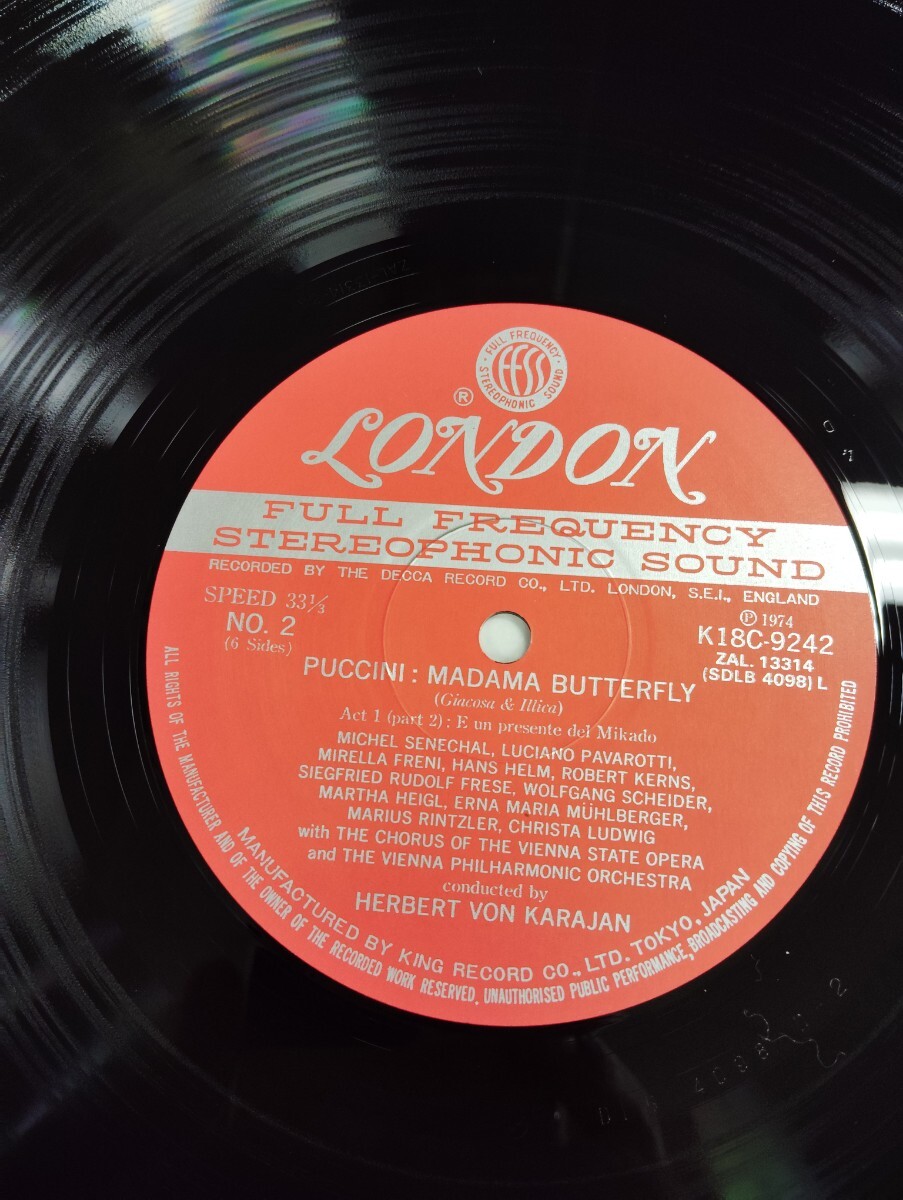 FULL FREQUENCY
FFSS
STEREOPHONIC SOUND
®
LONDON
FULL FREQUENCY
STEREOPHONIC SOUND
RECORDED BY THE DECCA RECORD CO., LTD. LONDON, S.E.I., ENGLAND
SPEED 33⅓
NO. 2
(6 Sides)
Ⓟ 1974
K18C-9242
ZAL. 13314
(SDLB 4098) L
PUCCINI : MADAMA BUTTERFLY
(Giacosa & Illica)
Act 1 (part 2) : E un presente del Mikado
MICHEL SENECHAL, LUCIANO PAVAROTTI,
MIRELLA FRENI, HANS HELM, ROBERT KERNS,
SIEGFRIED RUDOLF FRESE, WOLFGANG SCHEIDER,
MARTHA HEIGL, ERNA MARIA MÜHLBERGER,
MARIUS RINTZLER, CHRISTA LUDWIG
with THE CHORUS OF THE VIENNA STATE OPERA
and THE VIENNA PHILHARMONIC ORCHESTRA
conducted by
HERBERT VON KARAJAN
MANUFACTURED BY KING RECORD CO., LTD. TOKYO, JAPAN
ALL RIGHTS OF THE MANUFACTURER AND OF THE OWNER OF THE RECORDED WORK RESERVED. UNAUTHORISED PUBLIC PERFORMANCE, BROADCASTING AND COPYING OF THIS RECORD PROHIBITED